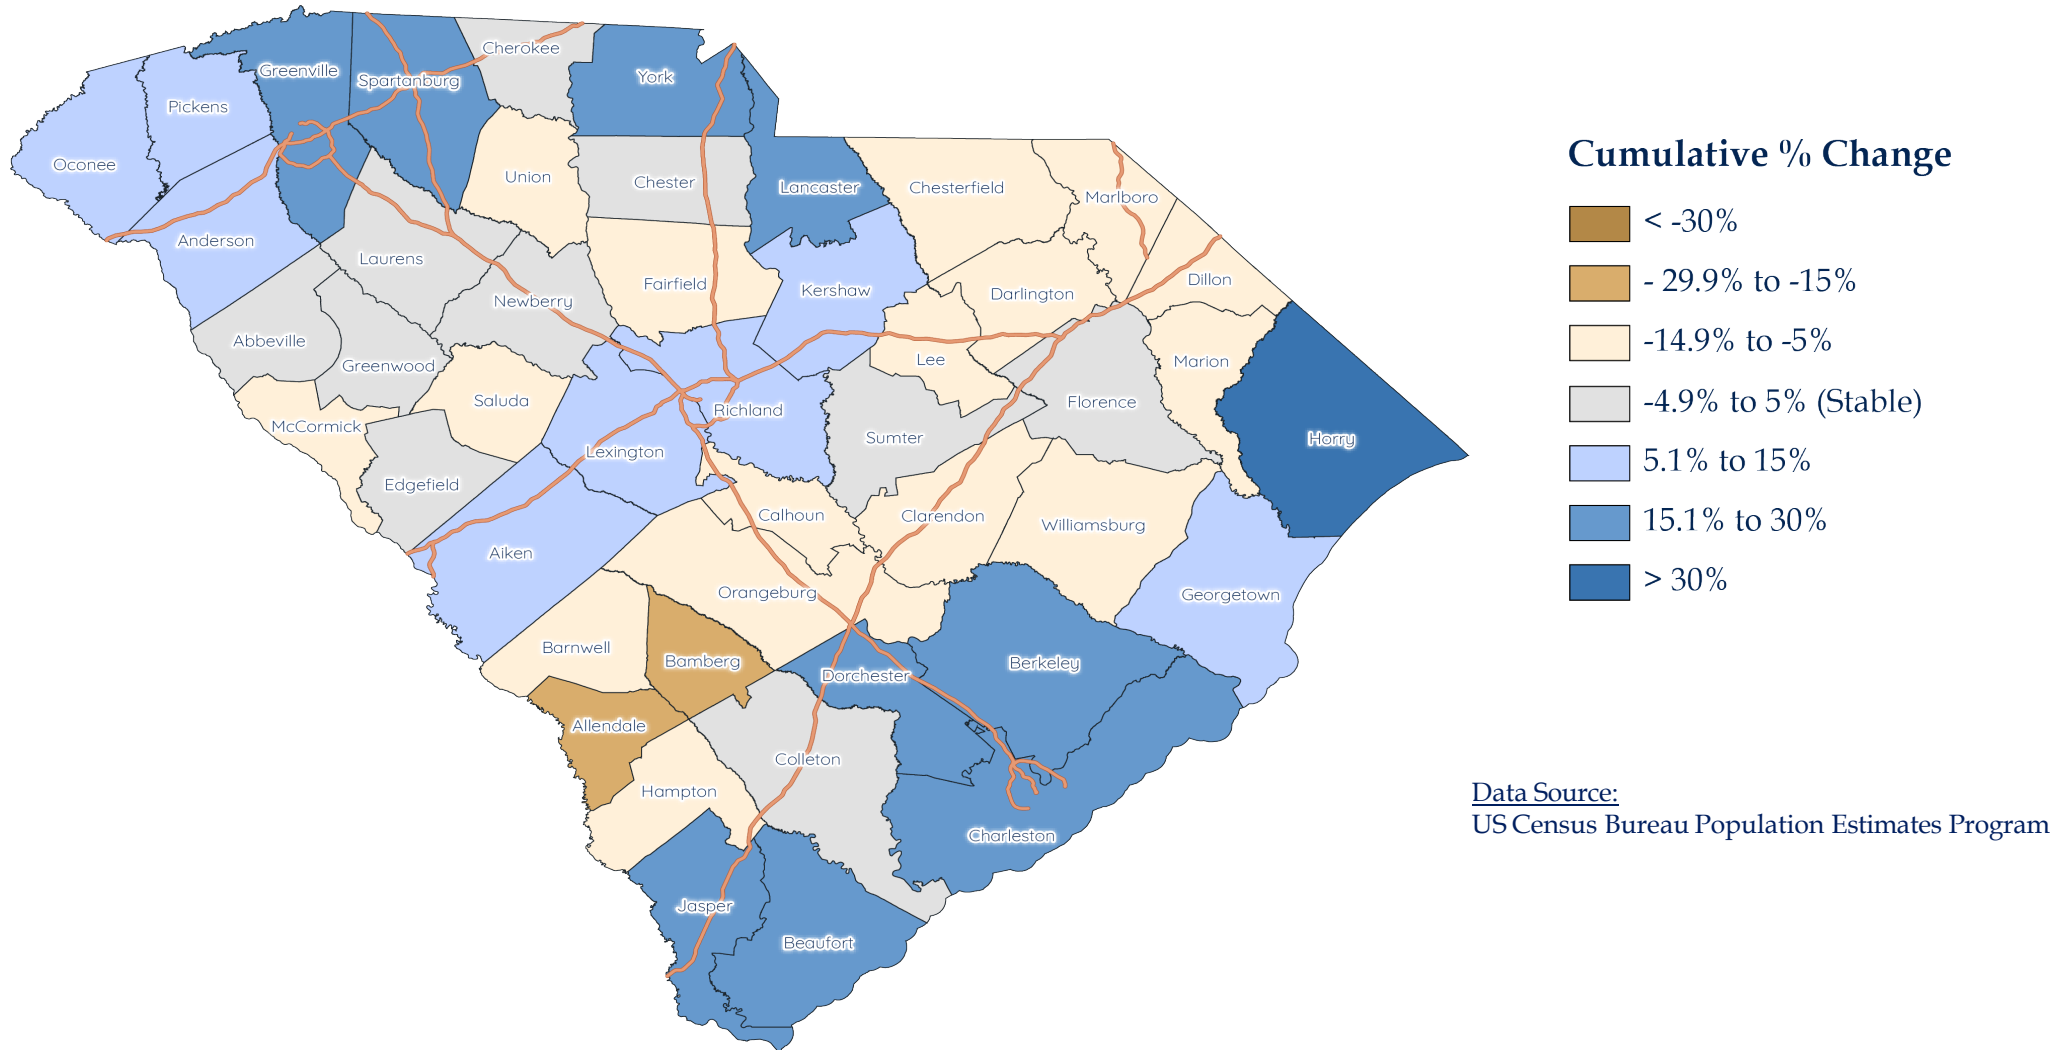 Cherokee
Greenville
York
Spartanburg
Pickens
Oconee
Union
Chester
Lancaster
Chesterfield
Marlboro
Anderson
Laurens
Fairfield
Kershaw
Darlington
Dillon
Newberry
Abbeville
Greenwood
Lee
Marion
Saluda
Richland
Florence
McCormick
Sumter
Horry
Lexington
Edgefield
Calhoun
Clarendon
Williamsburg
Aiken
Orangeburg
Georgetown
Barnwell
Bamberg
Berkeley
Dorchester
Allendale
Colleton
Hampton
Charleston
Jasper
Beaufort
Cumulative % Change
< -30%
- 29.9% to -15%
-14.9% to -5%
-4.9% to 5% (Stable)
5.1% to 15%
15.1% to 30%
> 30%
Data Source:
US Census Bureau Population Estimates Program